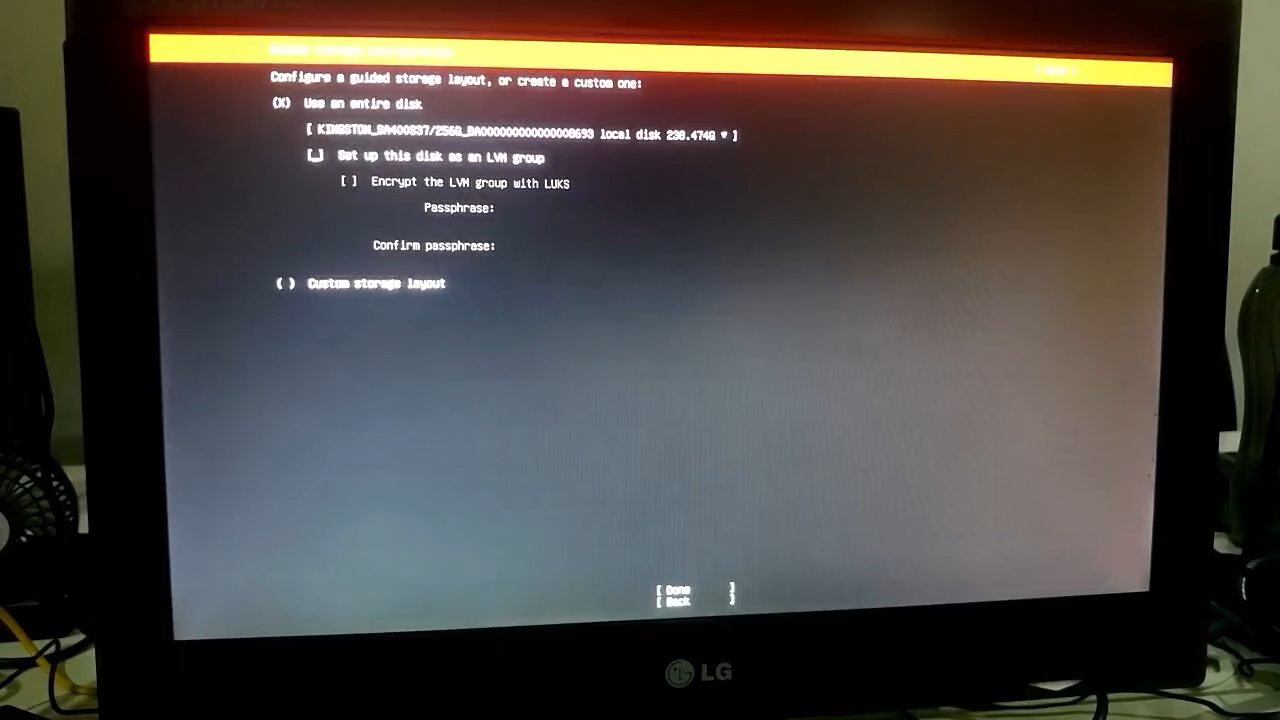 Configure a guided storage layout, or create a custom one:
(X) Use an entire disk
[ KINGSTON_SA400S37/256G_BA000000000000008693 local disk 238.474G ▾ ]
[ ] Set up this disk as an LVM group
[ ] Encrypt the LVM group with LUKS
Passphrase:
Confirm passphrase:
( ) Custom storage layout
[ Done ]
[ Back ]
LG